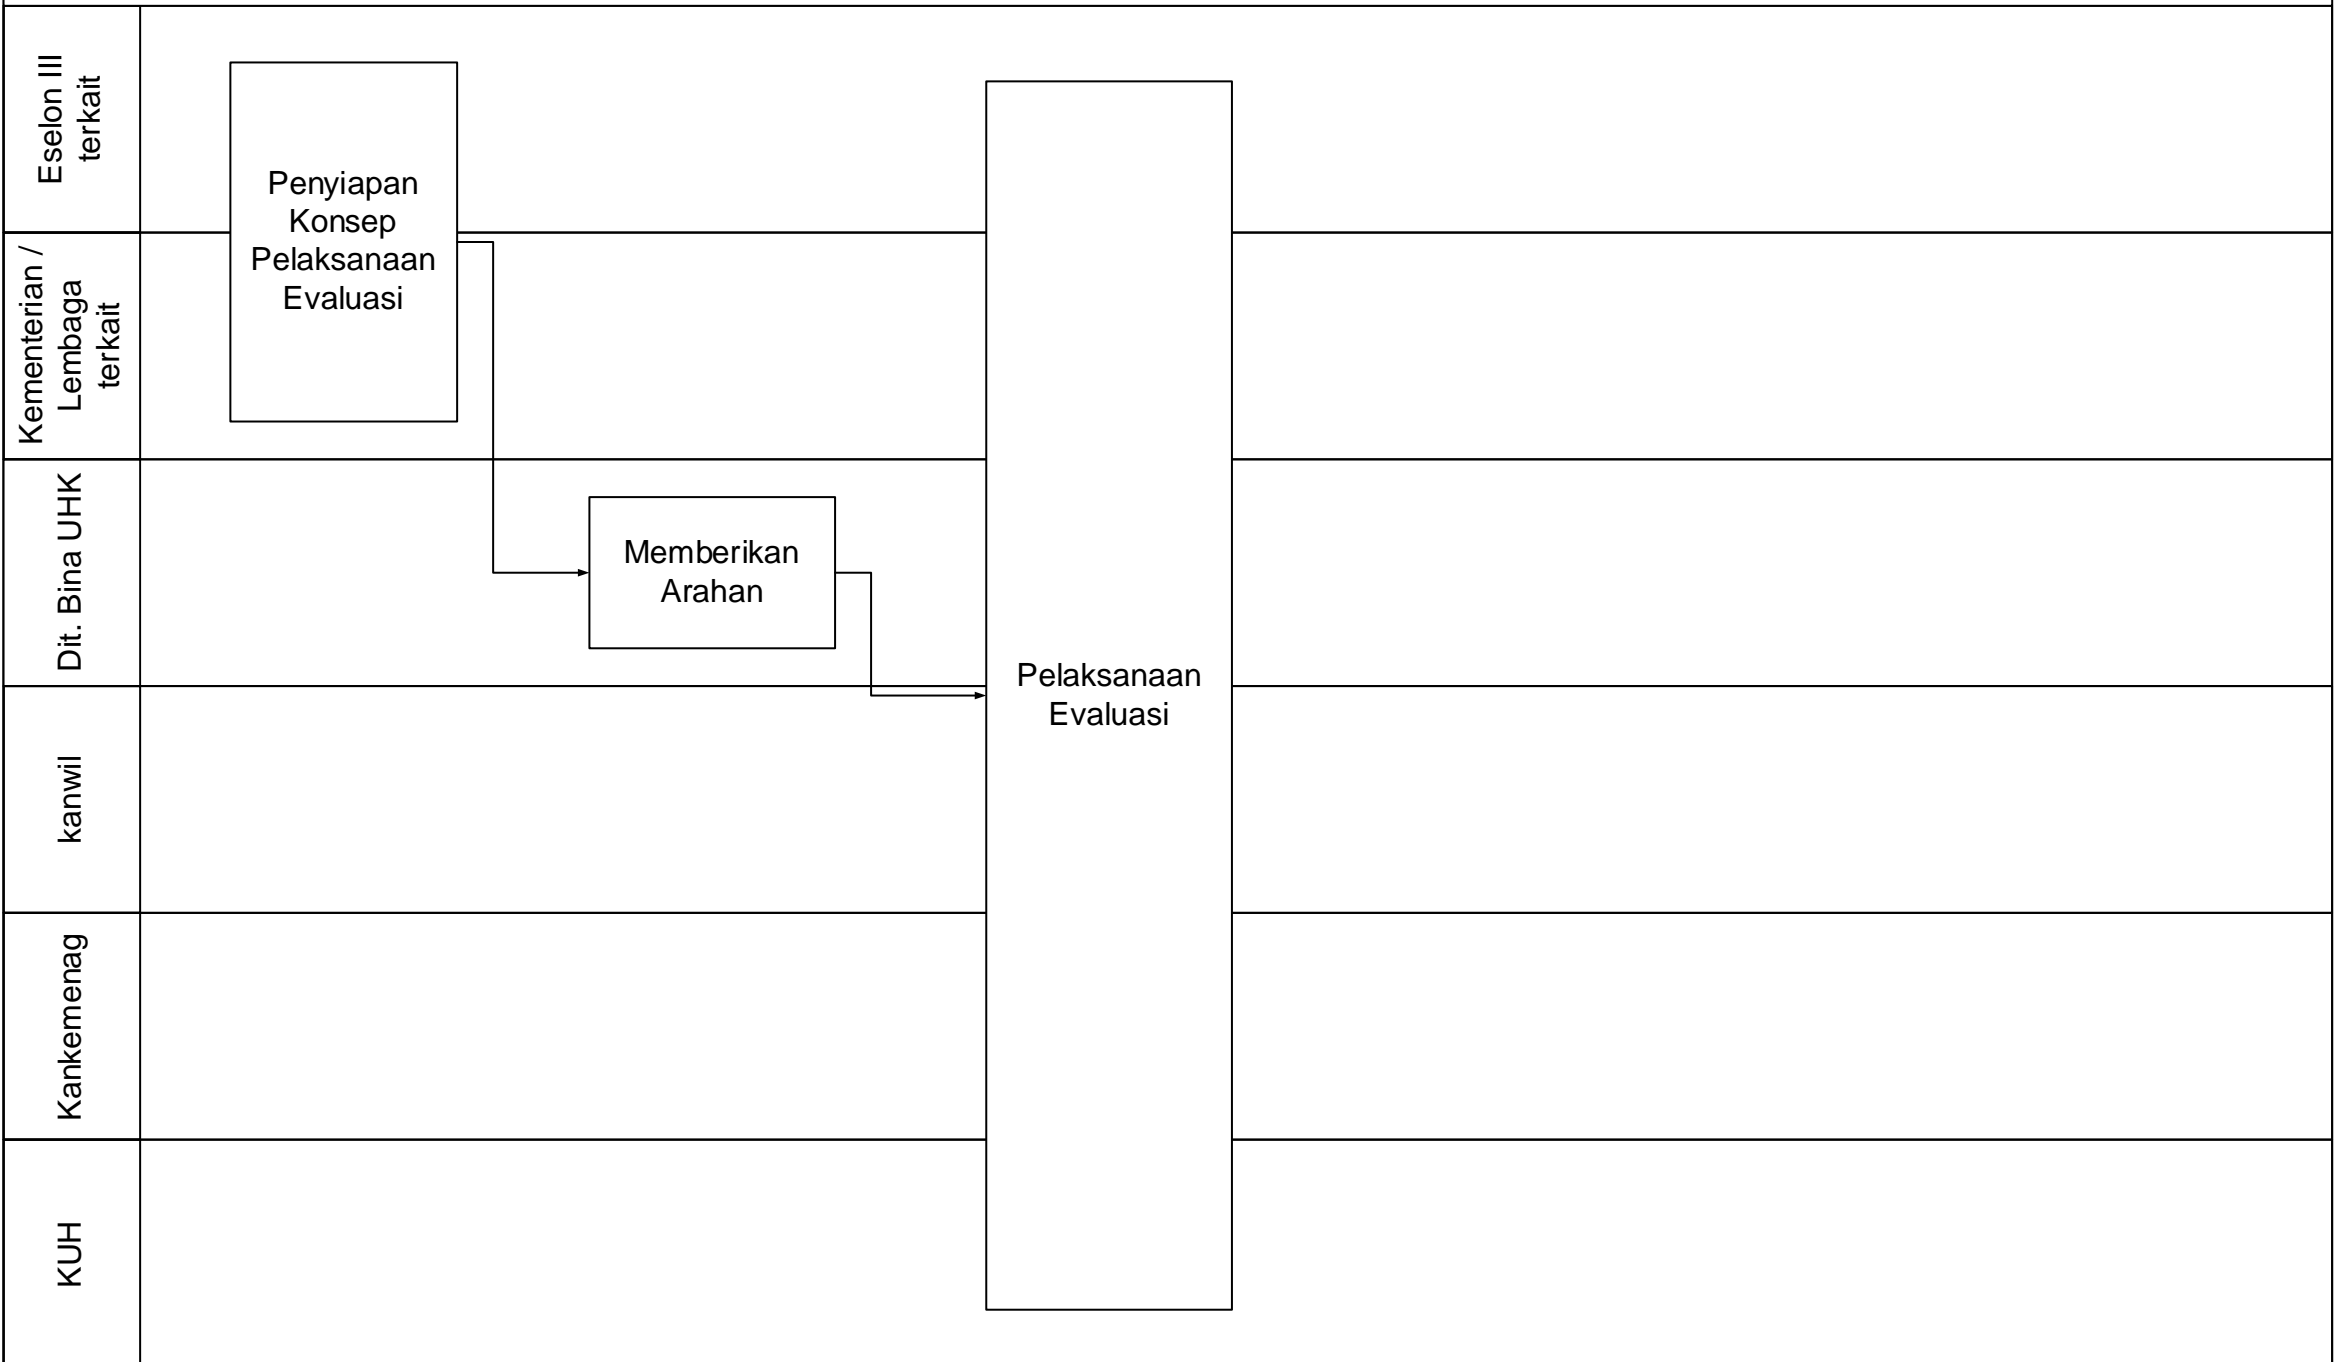 Eselon III
terkait
Penyiapan
Konsep
Pelaksanaan
Evaluasi
Kementerian /
Lembaga
terkait
Dit. Bina UHK
Memberikan
Arahan
Pelaksanaan
Evaluasi
kanwil
Kankemenag
KUH